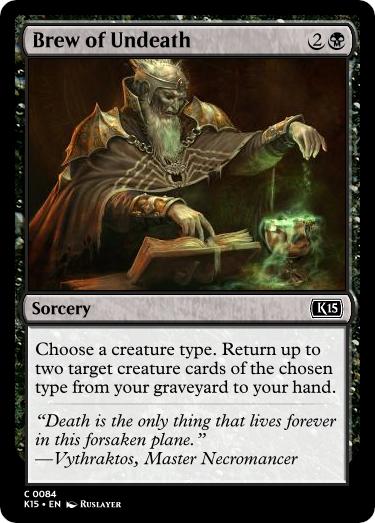 Brew of Undeath 2
Sorcery K15
Choose a creature type. Return up to
two target creature cards of the chosen
type from your graveyard to your hand.
“Death is the only thing that lives forever
in this forsaken plane.”
—Vythraktos, Master Necromancer
C 0084
K15 • EN Ruslayer